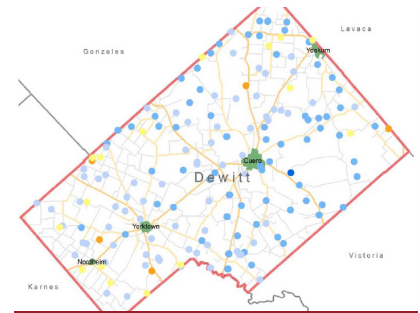 Lavaca
Gonzales
Yoakum
Cuero
Dewitt
Yorktown
Victoria
Nordheim
Karnes